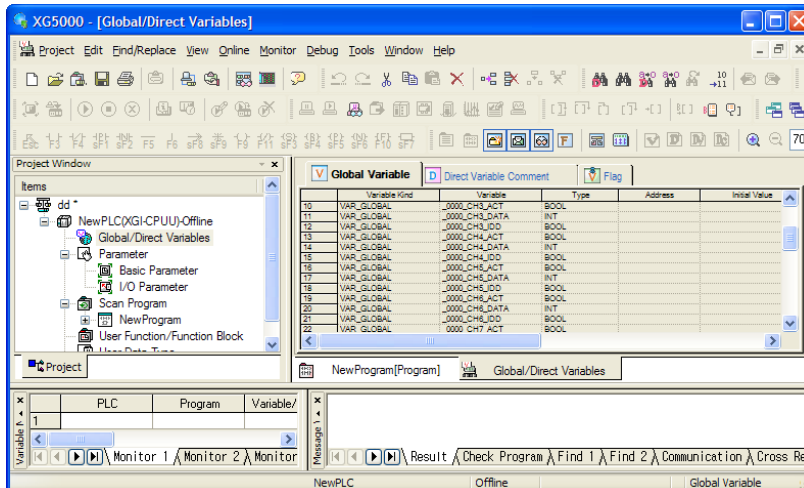 XG5000 - [Global/Direct Variables]
Project Edit Find/Replace View Online Monitor Debug Tools Window Help
Project Window
Items
dd *
NewPLC(XGI-CPUU)-Offline
Global/Direct Variables
Parameter
Basic Parameter
I/O Parameter
Scan Program
NewProgram
User Function/Function Block
User Data Type
Project
V Global Variable D Direct Variable Comment Flag
Variable Kind Variable Type Address Initial Value
10 VAR_GLOBAL _0000_CH3_ACT BOOL
11 VAR_GLOBAL _0000_CH3_DATA INT
12 VAR_GLOBAL _0000_CH3_IDD BOOL
13 VAR_GLOBAL _0000_CH4_ACT BOOL
14 VAR_GLOBAL _0000_CH4_DATA INT
15 VAR_GLOBAL _0000_CH4_IDD BOOL
16 VAR_GLOBAL _0000_CH5_ACT BOOL
17 VAR_GLOBAL _0000_CH5_DATA INT
18 VAR_GLOBAL _0000_CH5_IDD BOOL
19 VAR_GLOBAL _0000_CH6_ACT BOOL
20 VAR_GLOBAL _0000_CH6_DATA INT
21 VAR_GLOBAL _0000_CH6_IDD BOOL
22 VAR_GLOBAL _0000_CH7_ACT BOOL
NewProgram[Program] Global/Direct Variables
PLC Program Variable/
1
Monitor 1 Monitor 2 Monitor
Result Check Program Find 1 Find 2 Communication Cross Re
NewPLC Offline Global Variable